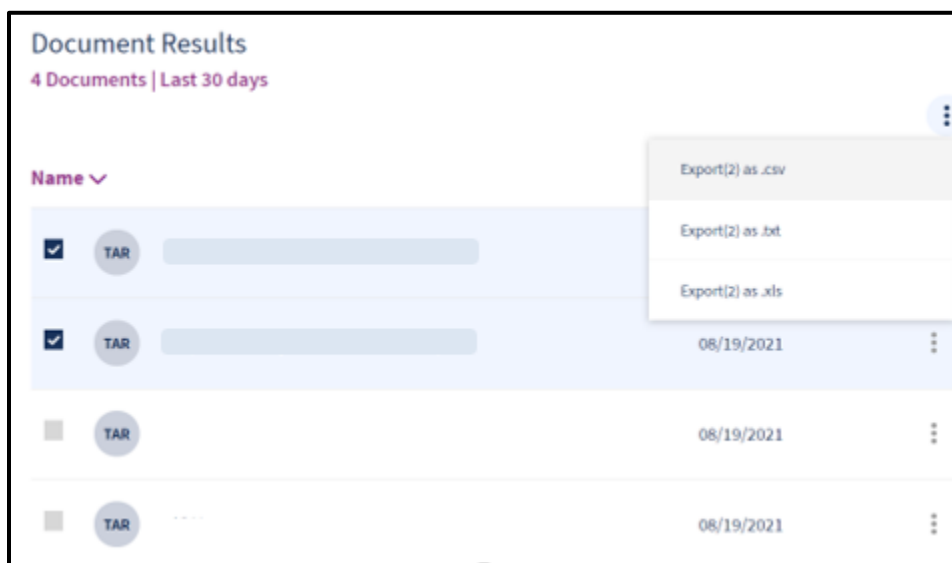 Document Results
4 Documents | Last 30 days
Name
Export(2) as .csv
TAR
Export(2) as .txt
Export(2) as .xls
TAR 08/19/2021
TAR 08/19/2021
TAR 08/19/2021